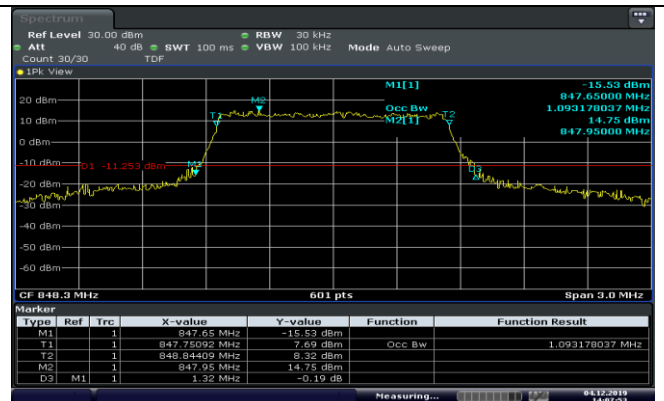 Spectrum
Ref Level 30.00 dBm RBW 30 kHz
Att 40 dB SWT 100 ms VBW 100 kHz Mode Auto Sweep
Count 30/30 TDF
1Pk View
M1[1] -15.53 dBm
847.65000 MHz
Occ Bw 1.093178037 MHz
M2[1] 14.75 dBm
847.95000 MHz
20 dBm
M2
10 dBm
T1
T2
0 dBm
-10 dBm
D1 -11.253 dBm
M1
D3
-20 dBm
-30 dBm
-40 dBm
-50 dBm
-60 dBm
CF 848.3 MHz 601 pts Span 3.0 MHz
Marker
Type Ref Trc X-value Y-value Function Function Result
M1 1 847.65 MHz -15.53 dBm
T1 1 847.75092 MHz 7.69 dBm Occ Bw 1.093178037 MHz
T2 1 848.84409 MHz 8.32 dBm
M2 1 847.95 MHz 14.75 dBm
D3 M1 1 1.32 MHz -0.19 dB
Measuring...
04.12.2019
14:07:53